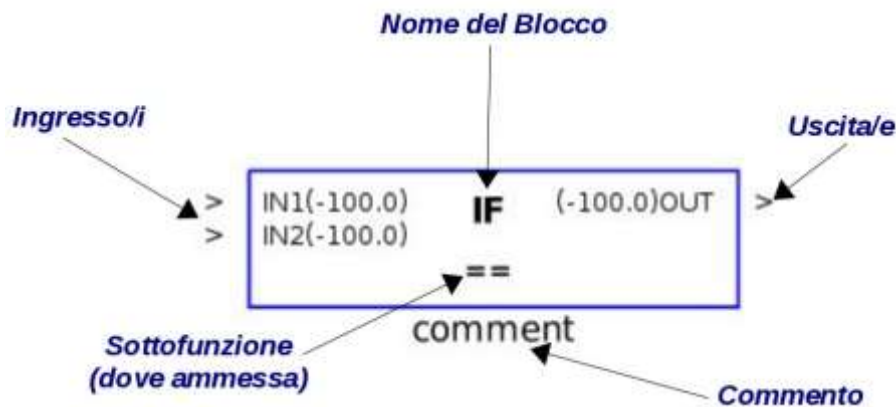 Nome del Blocco
Ingresso/i
Uscita/e
> IN1(-100.0) IF (-100.0)OUT >
> IN2(-100.0)
==
comment
Sottofunzione
(dove ammessa)
Commento